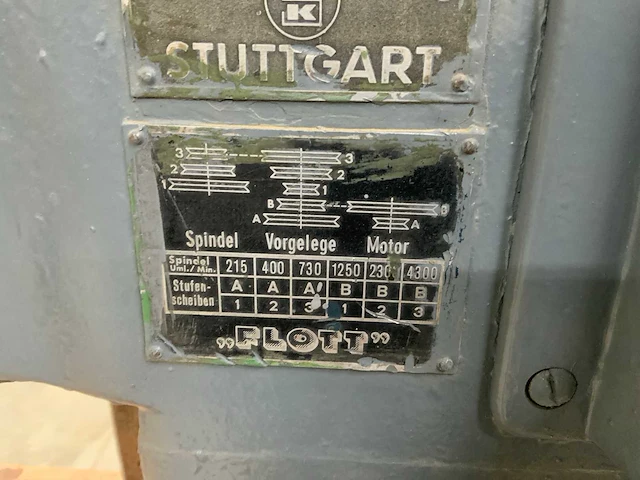 K
STUTTGART
3 3
2 2
1 1
B B
A A
Spindel Vorgelege Motor
Spindel Uml./Min. 215 400 730 1250 2300 4300
Stufen- A A A B B B
scheiben 1 2 3 1 2 3
„FLOTT”